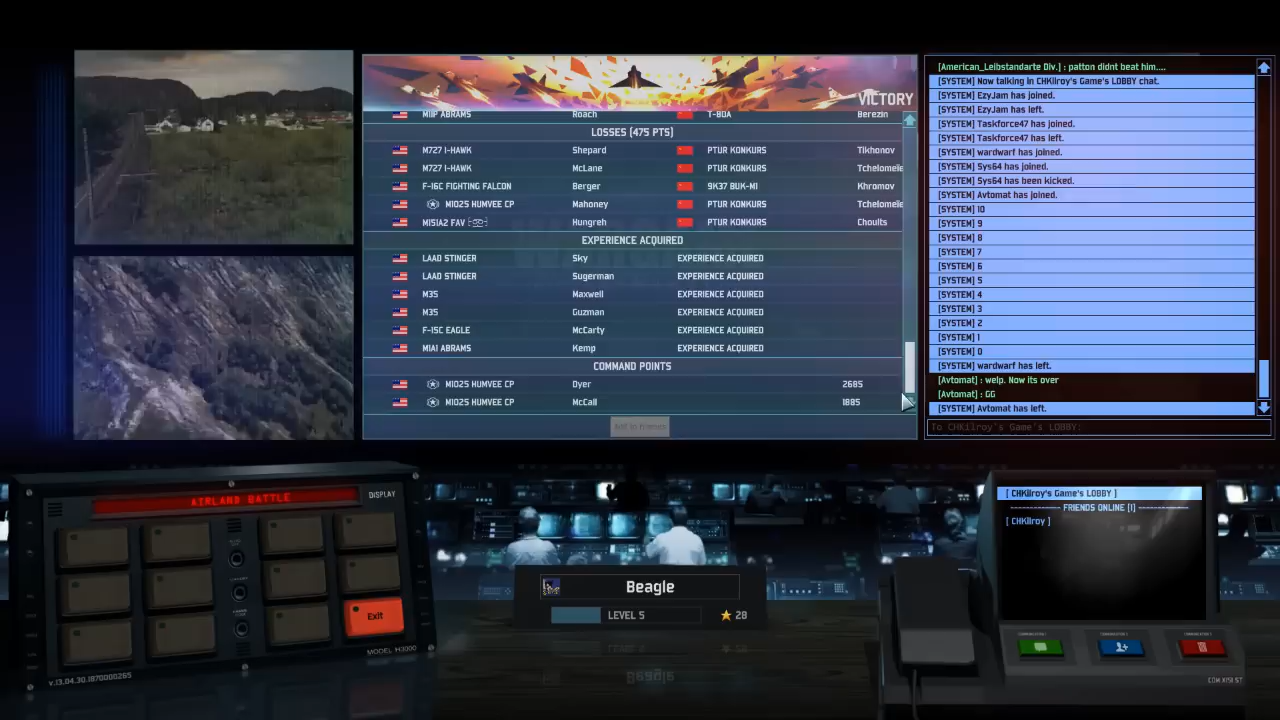 VICTORY
M1IP ABRAMS Roach T-80A Berezin
LOSSES (475 PTS)
M727 I-HAWK Shepard PTUR KONKURS Tikhonov
M727 I-HAWK McLane PTUR KONKURS Tchelomeïe
F-16C FIGHTING FALCON Berger 9K37 BUK-M1 Khromov
M1025 HUMVEE CP Mahoney PTUR KONKURS Tchelomeïe
M151A2 FAV Hungreh PTUR KONKURS Choults
EXPERIENCE ACQUIRED
LAAD STINGER Sky EXPERIENCE ACQUIRED
LAAD STINGER Sugerman EXPERIENCE ACQUIRED
M35 Maxwell EXPERIENCE ACQUIRED
M35 Guzman EXPERIENCE ACQUIRED
F-15C EAGLE McCarty EXPERIENCE ACQUIRED
M1A1 ABRAMS Kemp EXPERIENCE ACQUIRED
COMMAND POINTS
M1025 HUMVEE CP Dyer 2685
M1025 HUMVEE CP McCall 1885
[American_Leibstandarte Div.] : patton didnt beat him....
[SYSTEM] Now talking in CHKilroy's Game's LOBBY chat.
[SYSTEM] EzyJam has joined.
[SYSTEM] EzyJam has left.
[SYSTEM] Taskforce47 has joined.
[SYSTEM] Taskforce47 has left.
[SYSTEM] wardwarf has joined.
[SYSTEM] Sys64 has joined.
[SYSTEM] Sys64 has been kicked.
[SYSTEM] Avtomat has joined.
[SYSTEM] 10
[SYSTEM] 9
[SYSTEM] 8
[SYSTEM] 7
[SYSTEM] 6
[SYSTEM] 5
[SYSTEM] 4
[SYSTEM] 3
[SYSTEM] 2
[SYSTEM] 1
[SYSTEM] 0
[SYSTEM] wardwarf has left.
[Avtomat] : welp. Now its over
[Avtomat] : GG
[SYSTEM] Avtomat has left.
To CHKilroy's Game's LOBBY:
AIRLAND BATTLE
DISPLAY
Exit
MODEL H3000
v.13.04.30.1870000265
Beagle
LEVEL 5
28
[ CHKilroy's Game's LOBBY ]
FRIENDS ONLINE [1]
[ CHKilroy ]